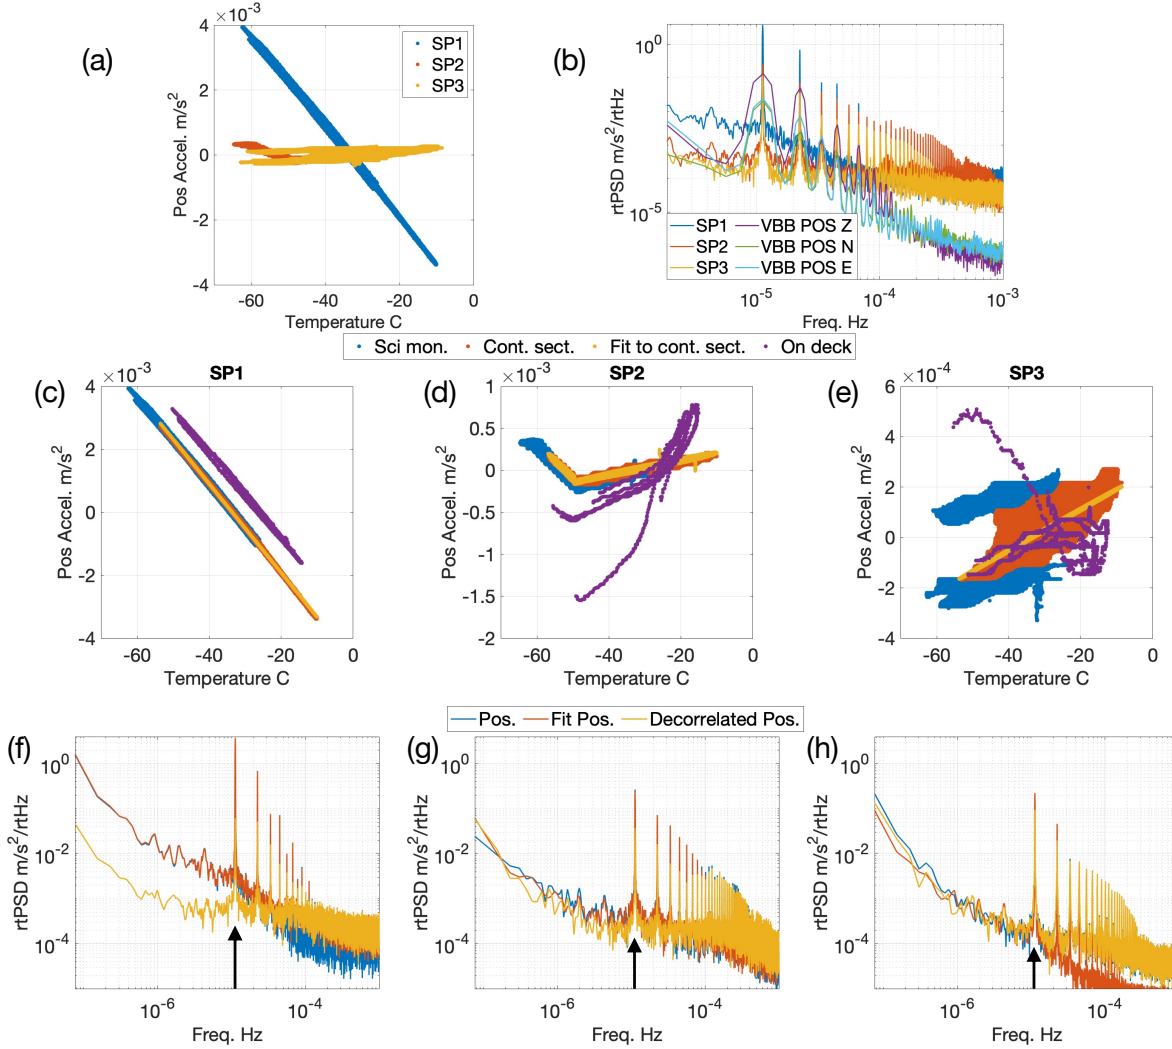 (a)
×10⁻³
4
2
0
-2
-4
-60
-40
-20
0
Pos Accel. m/s²
Temperature C
SP1
SP2
SP3
(b)
10⁰
10⁻⁵
rtPSD m/s²/rtHz
SP1
SP2
SP3
VBB POS Z
VBB POS N
VBB POS E
10⁻⁵
10⁻⁴
10⁻³
Freq. Hz
Sci mon.
Cont. sect.
Fit to cont. sect.
On deck
(c)
×10⁻³
SP1
4
2
0
-2
-4
-60
-40
-20
0
Pos Accel. m/s²
Temperature C
(d)
×10⁻³
SP2
1
0.5
0
-0.5
-1
-1.5
-2
-60
-40
-20
0
Pos Accel. m/s²
Temperature C
(e)
×10⁻⁴
SP3
6
4
2
0
-2
-4
-60
-40
-20
0
Pos Accel. m/s²
Temperature C
Pos.
Fit Pos.
Decorrelated Pos.
(f)
10⁰
10⁻²
10⁻⁴
rtPSD m/s²/rtHz
10⁻⁶
10⁻⁴
Freq. Hz
(g)
10⁰
10⁻²
10⁻⁴
rtPSD m/s²/rtHz
10⁻⁶
10⁻⁴
Freq. Hz
(h)
10⁰
10⁻²
10⁻⁴
rtPSD m/s²/rtHz
10⁻⁶
10⁻⁴
Freq. Hz